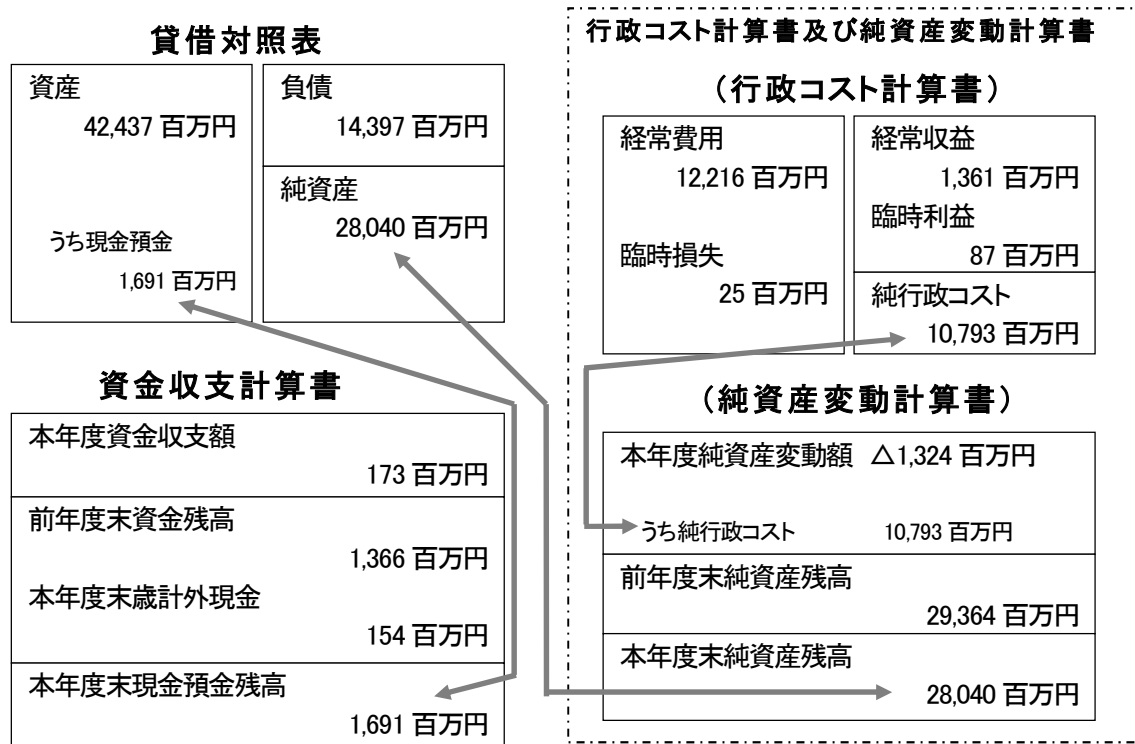 貸借対照表
資産
42,437 百万円
うち現金預金
1,691 百万円
負債
14,397 百万円
純資産
28,040 百万円
資金収支計算書
本年度資金収支額
173 百万円
前年度末資金残高
1,366 百万円
本年度末歳計外現金
154 百万円
本年度末現金預金残高
1,691 百万円
行政コスト計算書及び純資産変動計算書
（行政コスト計算書）
経常費用
12,216 百万円
臨時損失
25 百万円
経常収益
1,361 百万円
臨時利益
87 百万円
純行政コスト
10,793 百万円
（純資産変動計算書）
本年度純資産変動額 △1,324 百万円
うち純行政コスト 10,793 百万円
前年度末純資産残高
29,364 百万円
本年度末純資産残高
28,040 百万円